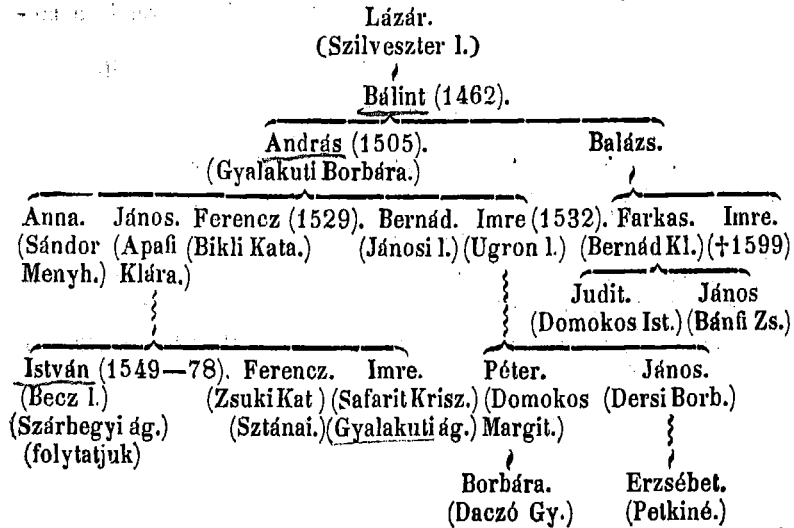 Lázár.
(Szilveszter l.)
Bálint (1462).
András (1505). Balázs.
(Gyalakuti Borbára.)
Anna. János. Ferencz (1529). Bernád. Imre (1532). Farkas. Imre.
(Sándor (Apafi (Bikli Kata.) (Jánosi l.) (Ugron l.) (Bernád Kl.) (†1599)
Menyh.) Klára.)
Judit. János
(Domokos Ist.) (Bánfi Zs.)
István (1549—78). Ferencz. Imre. Péter. János.
(Becz l.) (Zsuki Kat ) (Safarit Krisz.) (Domokos (Dersi Borb.)
(Szárhegyi ág.) (Sztánai.) (Gyalakuti ág.) Margit.)
(folytatjuk)
Borbára. Erzsébet.
(Daczó Gy.) (Petkiné.)